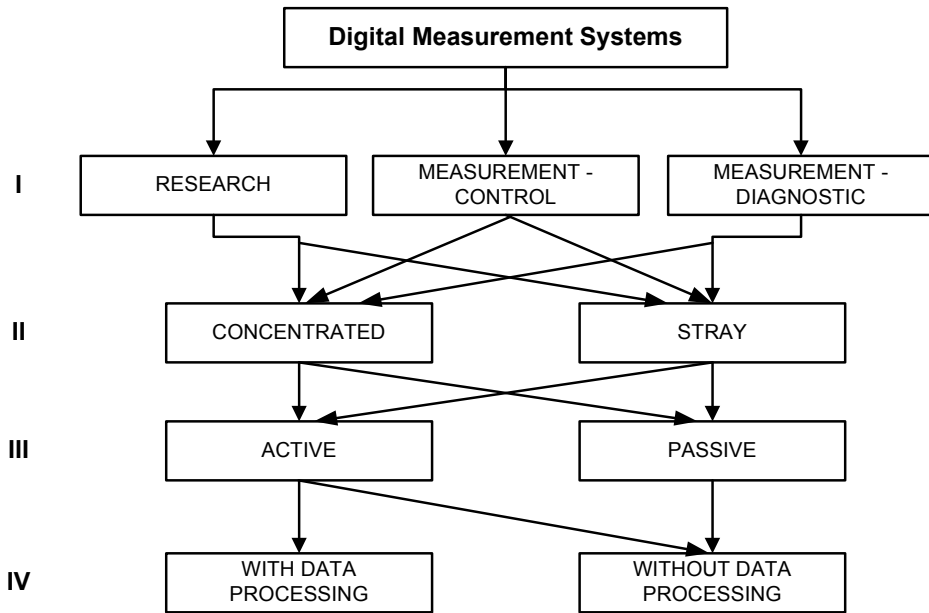 Digital Measurement Systems
I
RESEARCH
MEASUREMENT -
CONTROL
MEASUREMENT -
DIAGNOSTIC
II
CONCENTRATED
STRAY
III
ACTIVE
PASSIVE
IV
WITH DATA
PROCESSING
WITHOUT DATA
PROCESSING